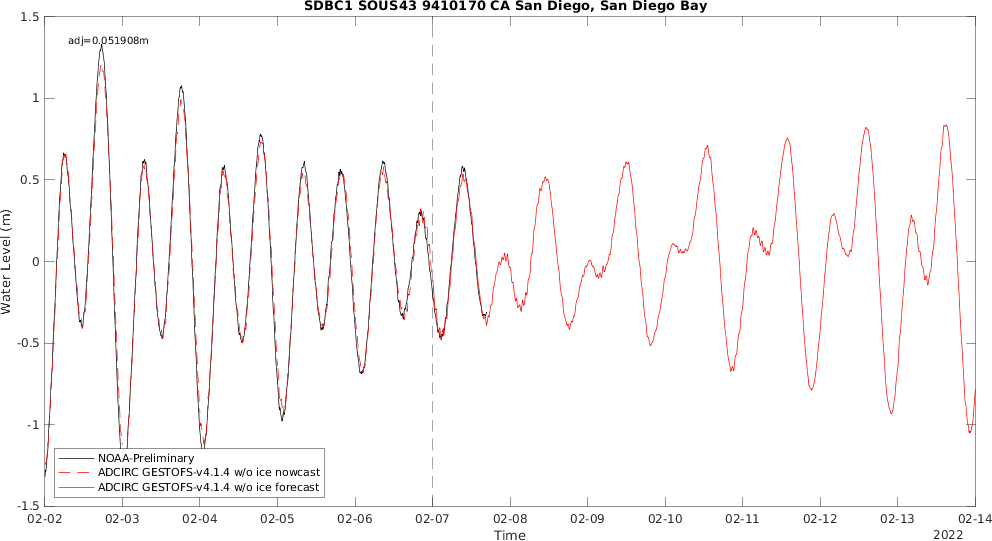 SDBC1 SOUS43 9410170 CA San Diego, San Diego Bay
adj=0.051908m
1.5
1
0.5
0
-0.5
-1
-1.5
Water Level (m)
NOAA-Preliminary
ADCIRC GESTOFS-v4.1.4 w/o ice nowcast
ADCIRC GESTOFS-v4.1.4 w/o ice forecast
02-02 02-03 02-04 02-05 02-06 02-07 02-08 02-09 02-10 02-11 02-12 02-13 02-14
Time
2022